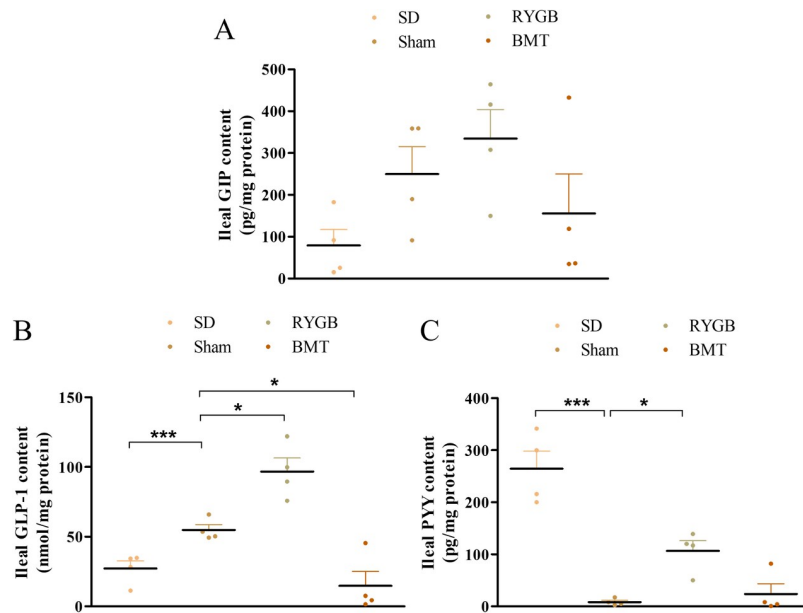 A
SD RYGB
Sham BMT
Ileal GIP content
(pg/mg protein)
500
400
300
200
100
0
B
SD RYGB
Sham BMT
Ileal GLP-1 content
(nmol/mg protein)
150
100
50
0
***
*
*
C
SD RYGB
Sham BMT
Ileal PYY content
(pg/mg protein)
400
300
200
100
0
***
*